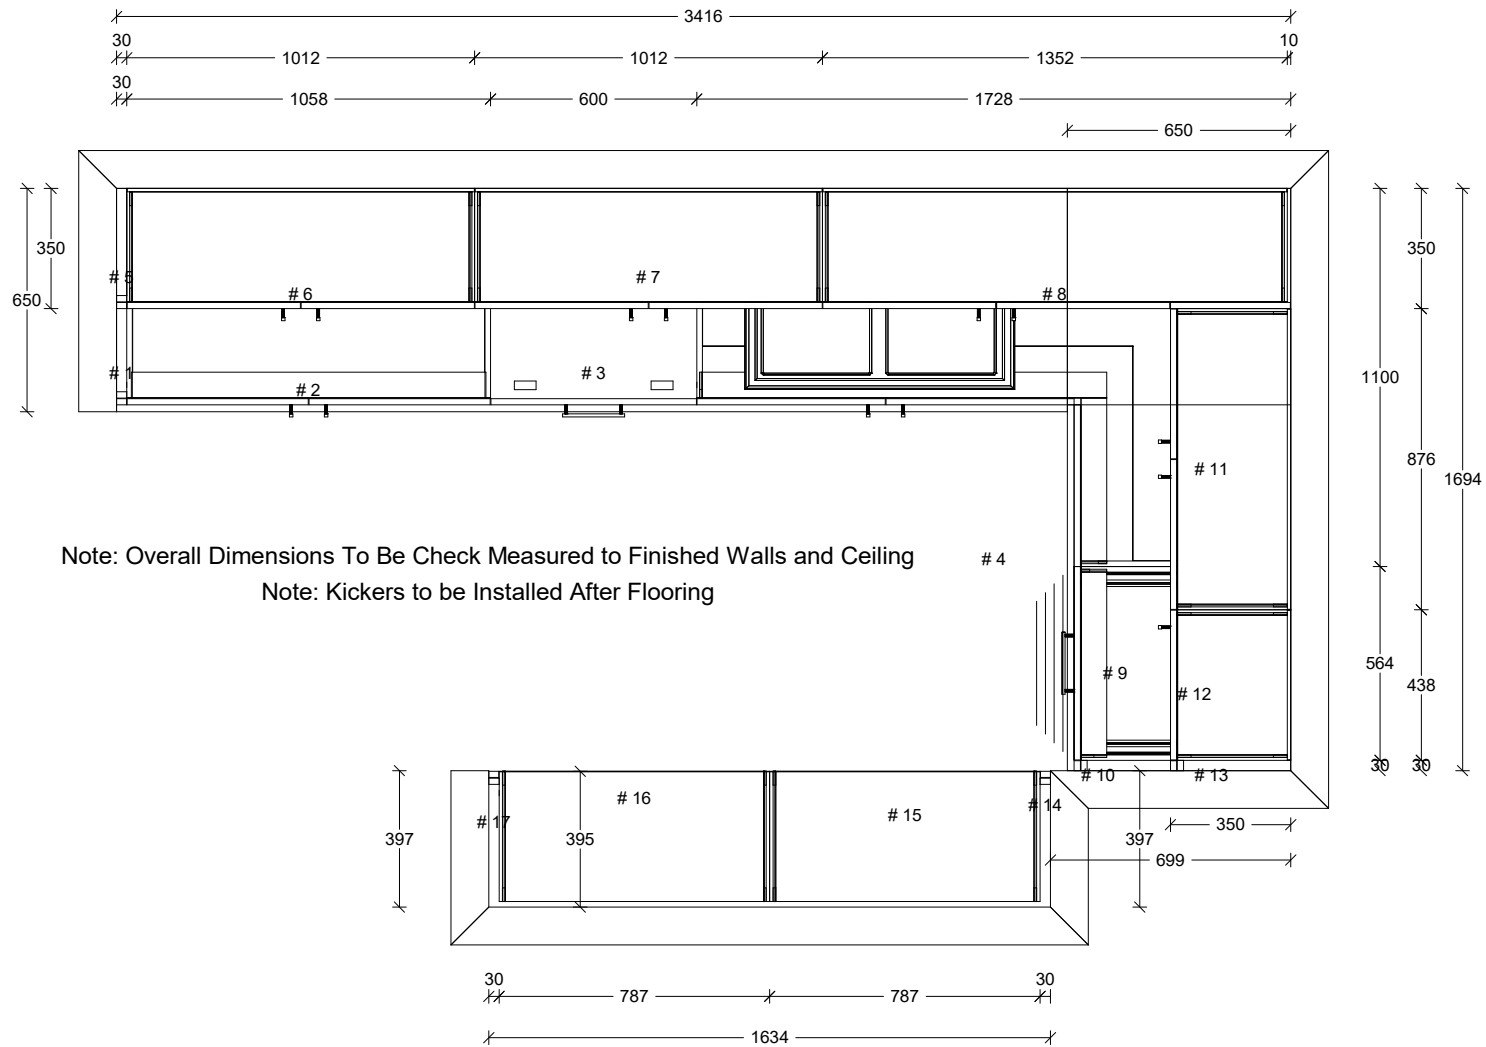 3416
30 1012 1012 1352 10
30 1058 600 1728
650
350 650
# 5 # 6 # 7 # 8
350
# 1 # 2 # 3
1100
# 11
876
1694
Note: Overall Dimensions To Be Check Measured to Finished Walls and Ceiling
# 4
Note: Kickers to be Installed After Flooring
564
# 9
438
# 12
30 30
# 10 # 13
# 16 # 15 # 14
# 17
397 395 397
350
699
30 787 787 30
1634